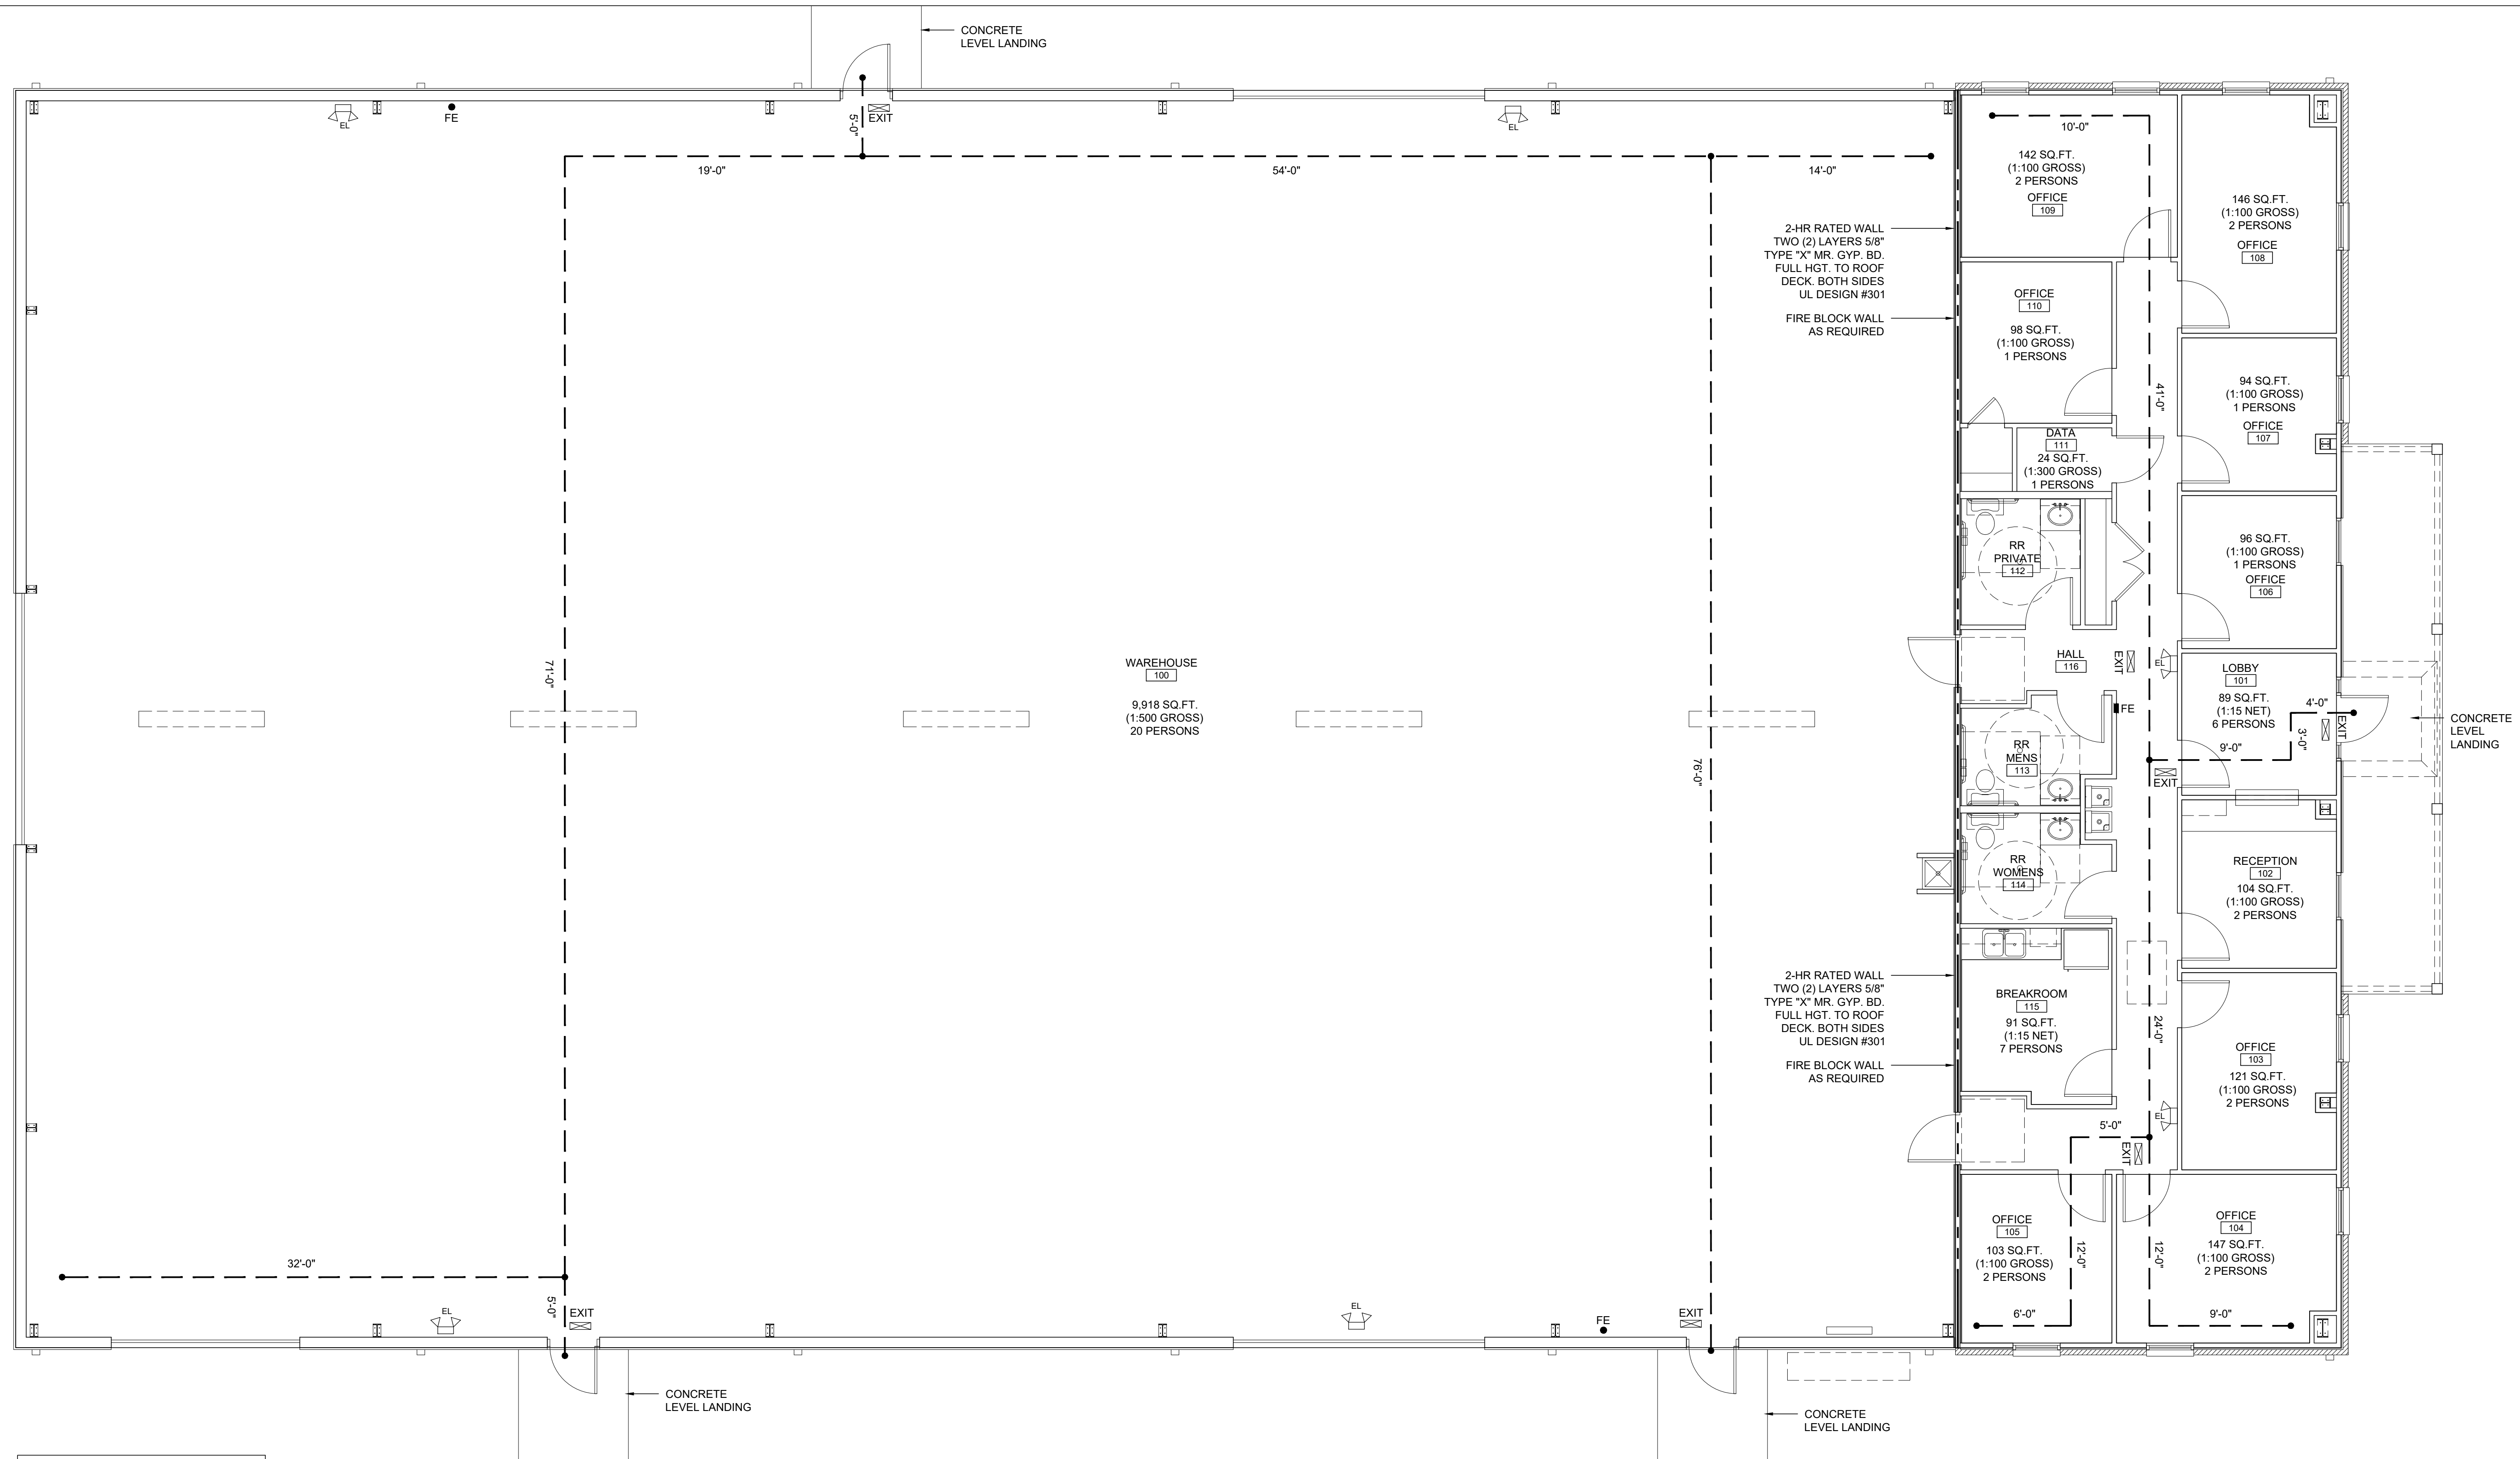 CONCRETE
LEVEL LANDING
EL
FE
5'-0"
EXIT
EL
19'-0"
54'-0"
14'-0"
2-HR RATED WALL
TWO (2) LAYERS 5/8"
TYPE "X" MR. GYP. BD.
FULL HGT. TO ROOF
DECK. BOTH SIDES
UL DESIGN #301
FIRE BLOCK WALL
AS REQUIRED
71'-0"
WAREHOUSE
100
9,918 SQ.FT.
(1:500 GROSS)
20 PERSONS
76'-0"
2-HR RATED WALL
TWO (2) LAYERS 5/8"
TYPE "X" MR. GYP. BD.
FULL HGT. TO ROOF
DECK. BOTH SIDES
UL DESIGN #301
FIRE BLOCK WALL
AS REQUIRED
32'-0"
5'-0"
EL
EXIT
EL
FE
EXIT
CONCRETE
LEVEL LANDING
CONCRETE
LEVEL LANDING
10'-0"
142 SQ.FT.
(1:100 GROSS)
2 PERSONS
OFFICE
109
146 SQ.FT.
(1:100 GROSS)
2 PERSONS
OFFICE
108
OFFICE
110
98 SQ.FT.
(1:100 GROSS)
1 PERSONS
41'-0"
94 SQ.FT.
(1:100 GROSS)
1 PERSONS
OFFICE
107
DATA
111
24 SQ.FT.
(1:300 GROSS)
1 PERSONS
RR
PRIVATE
112
96 SQ.FT.
(1:100 GROSS)
1 PERSONS
OFFICE
106
HALL
116
EXIT
EL
LOBBY
101
89 SQ.FT.
(1:15 NET)
6 PERSONS
4'-0"
3'-0"
9'-0"
EXIT
CONCRETE
LEVEL
LANDING
FE
EXIT
RR
MENS
113
RR
WOMENS
114
RECEPTION
102
104 SQ.FT.
(1:100 GROSS)
2 PERSONS
BREAKROOM
115
91 SQ.FT.
(1:15 NET)
7 PERSONS
24'-0"
OFFICE
103
121 SQ.FT.
(1:100 GROSS)
2 PERSONS
EL
5'-0"
EXIT
OFFICE
105
103 SQ.FT.
(1:100 GROSS)
2 PERSONS
12'-0"
6'-0"
12'-0"
OFFICE
104
147 SQ.FT.
(1:100 GROSS)
2 PERSONS
9'-0"